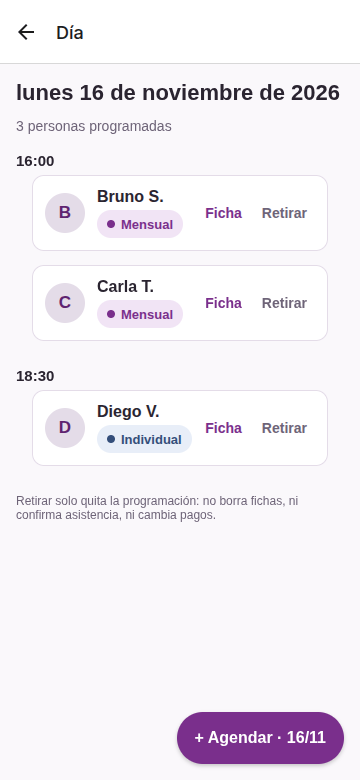 Día
lunes 16 de noviembre de 2026
3 personas programadas
16:00
B
Bruno S.
Mensual
Ficha
Retirar
C
Carla T.
Mensual
Ficha
Retirar
18:30
D
Diego V.
Individual
Ficha
Retirar
Retirar solo quita la programación: no borra fichas, ni
confirma asistencia, ni cambia pagos.
+ Agendar · 16/11